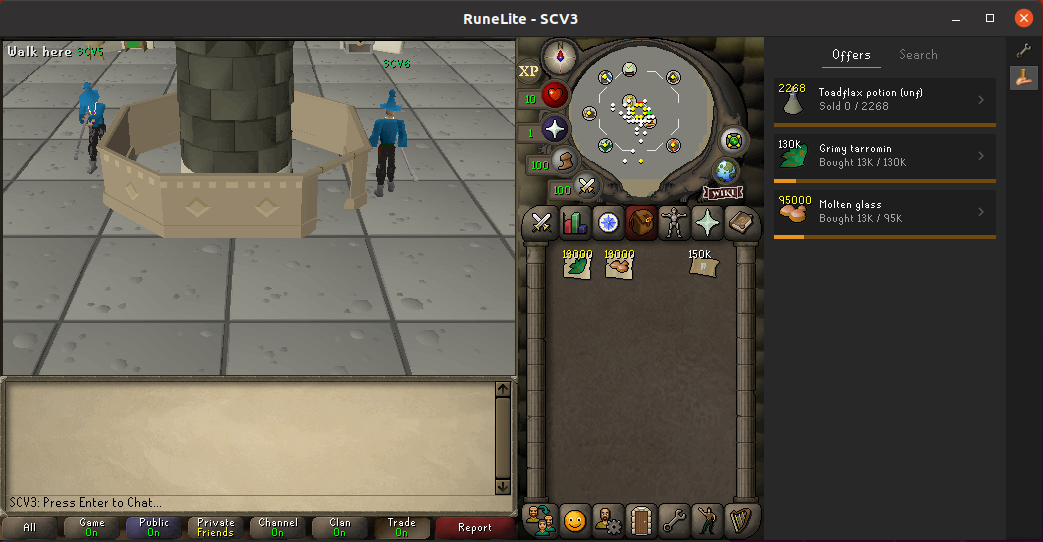 RuneLite - SCV3
Walk here SCV5
SCV6
N
XP
10
1
100
100
WIKI
13000
13000
150K
SCV3: Press Enter to Chat...
All
Game
On
Public
On
Private
Friends
Channel
On
Clan
On
Trade
On
Report
Offers
Search
2268
Toadflax potion (unf)
Sold 0 / 2268
130K
Grimy tarromin
Bought 13K / 130K
95000
Molten glass
Bought 13K / 95K